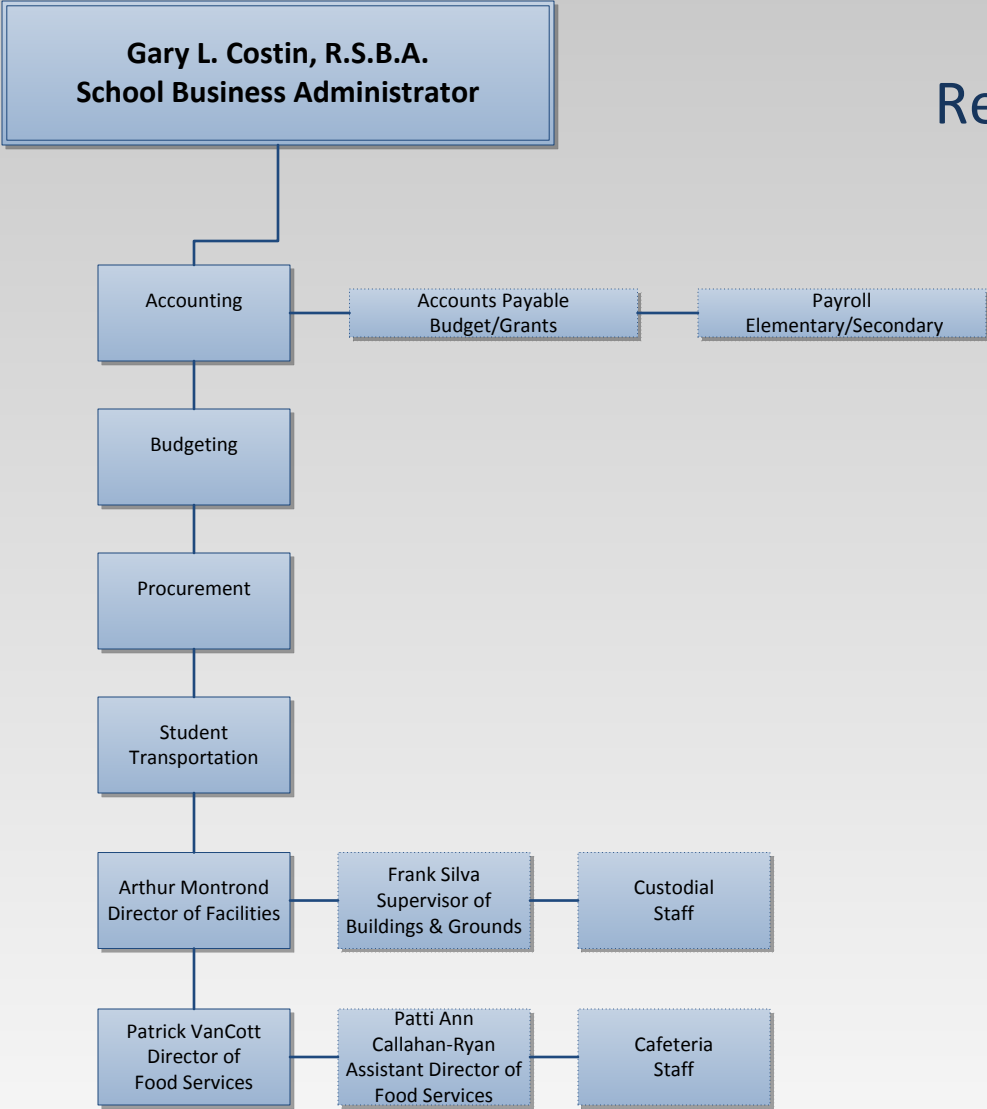 Gary L. Costin, R.S.B.A.
School Business Administrator
Re
Accounting
Accounts Payable
Budget/Grants
Payroll
Elementary/Secondary
Budgeting
Procurement
Student
Transportation
Arthur Montrond
Director of Facilities
Frank Silva
Supervisor of
Buildings & Grounds
Custodial
Staff
Patrick VanCott
Director of
Food Services
Patti Ann
Callahan-Ryan
Assistant Director of
Food Services
Cafeteria
Staff